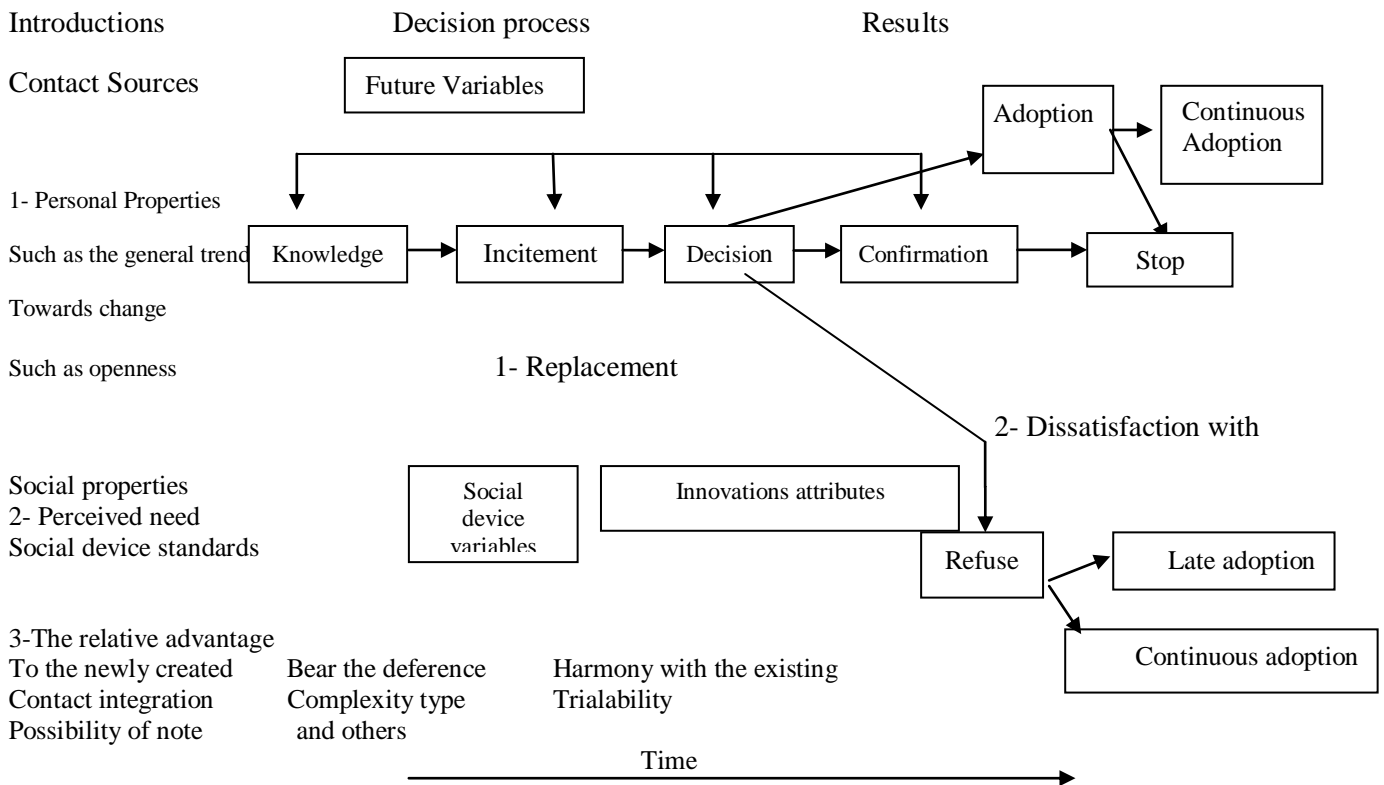 Introductions Decision process Results
Contact Sources
Future Variables
Adoption
Continuous
Adoption
1- Personal Properties
Such as the general trend
Knowledge
Incitement
Decision
Confirmation
Stop
Towards change
Such as openness
1- Replacement
2- Dissatisfaction with
Social properties
2- Perceived need
Social device standards
Social
device
variables
Innovations attributes
Refuse
Late adoption
Continuous adoption
3-The relative advantage
To the newly created Bear the deference Harmony with the existing
Contact integration Complexity type Trialability
Possibility of note and others
Time